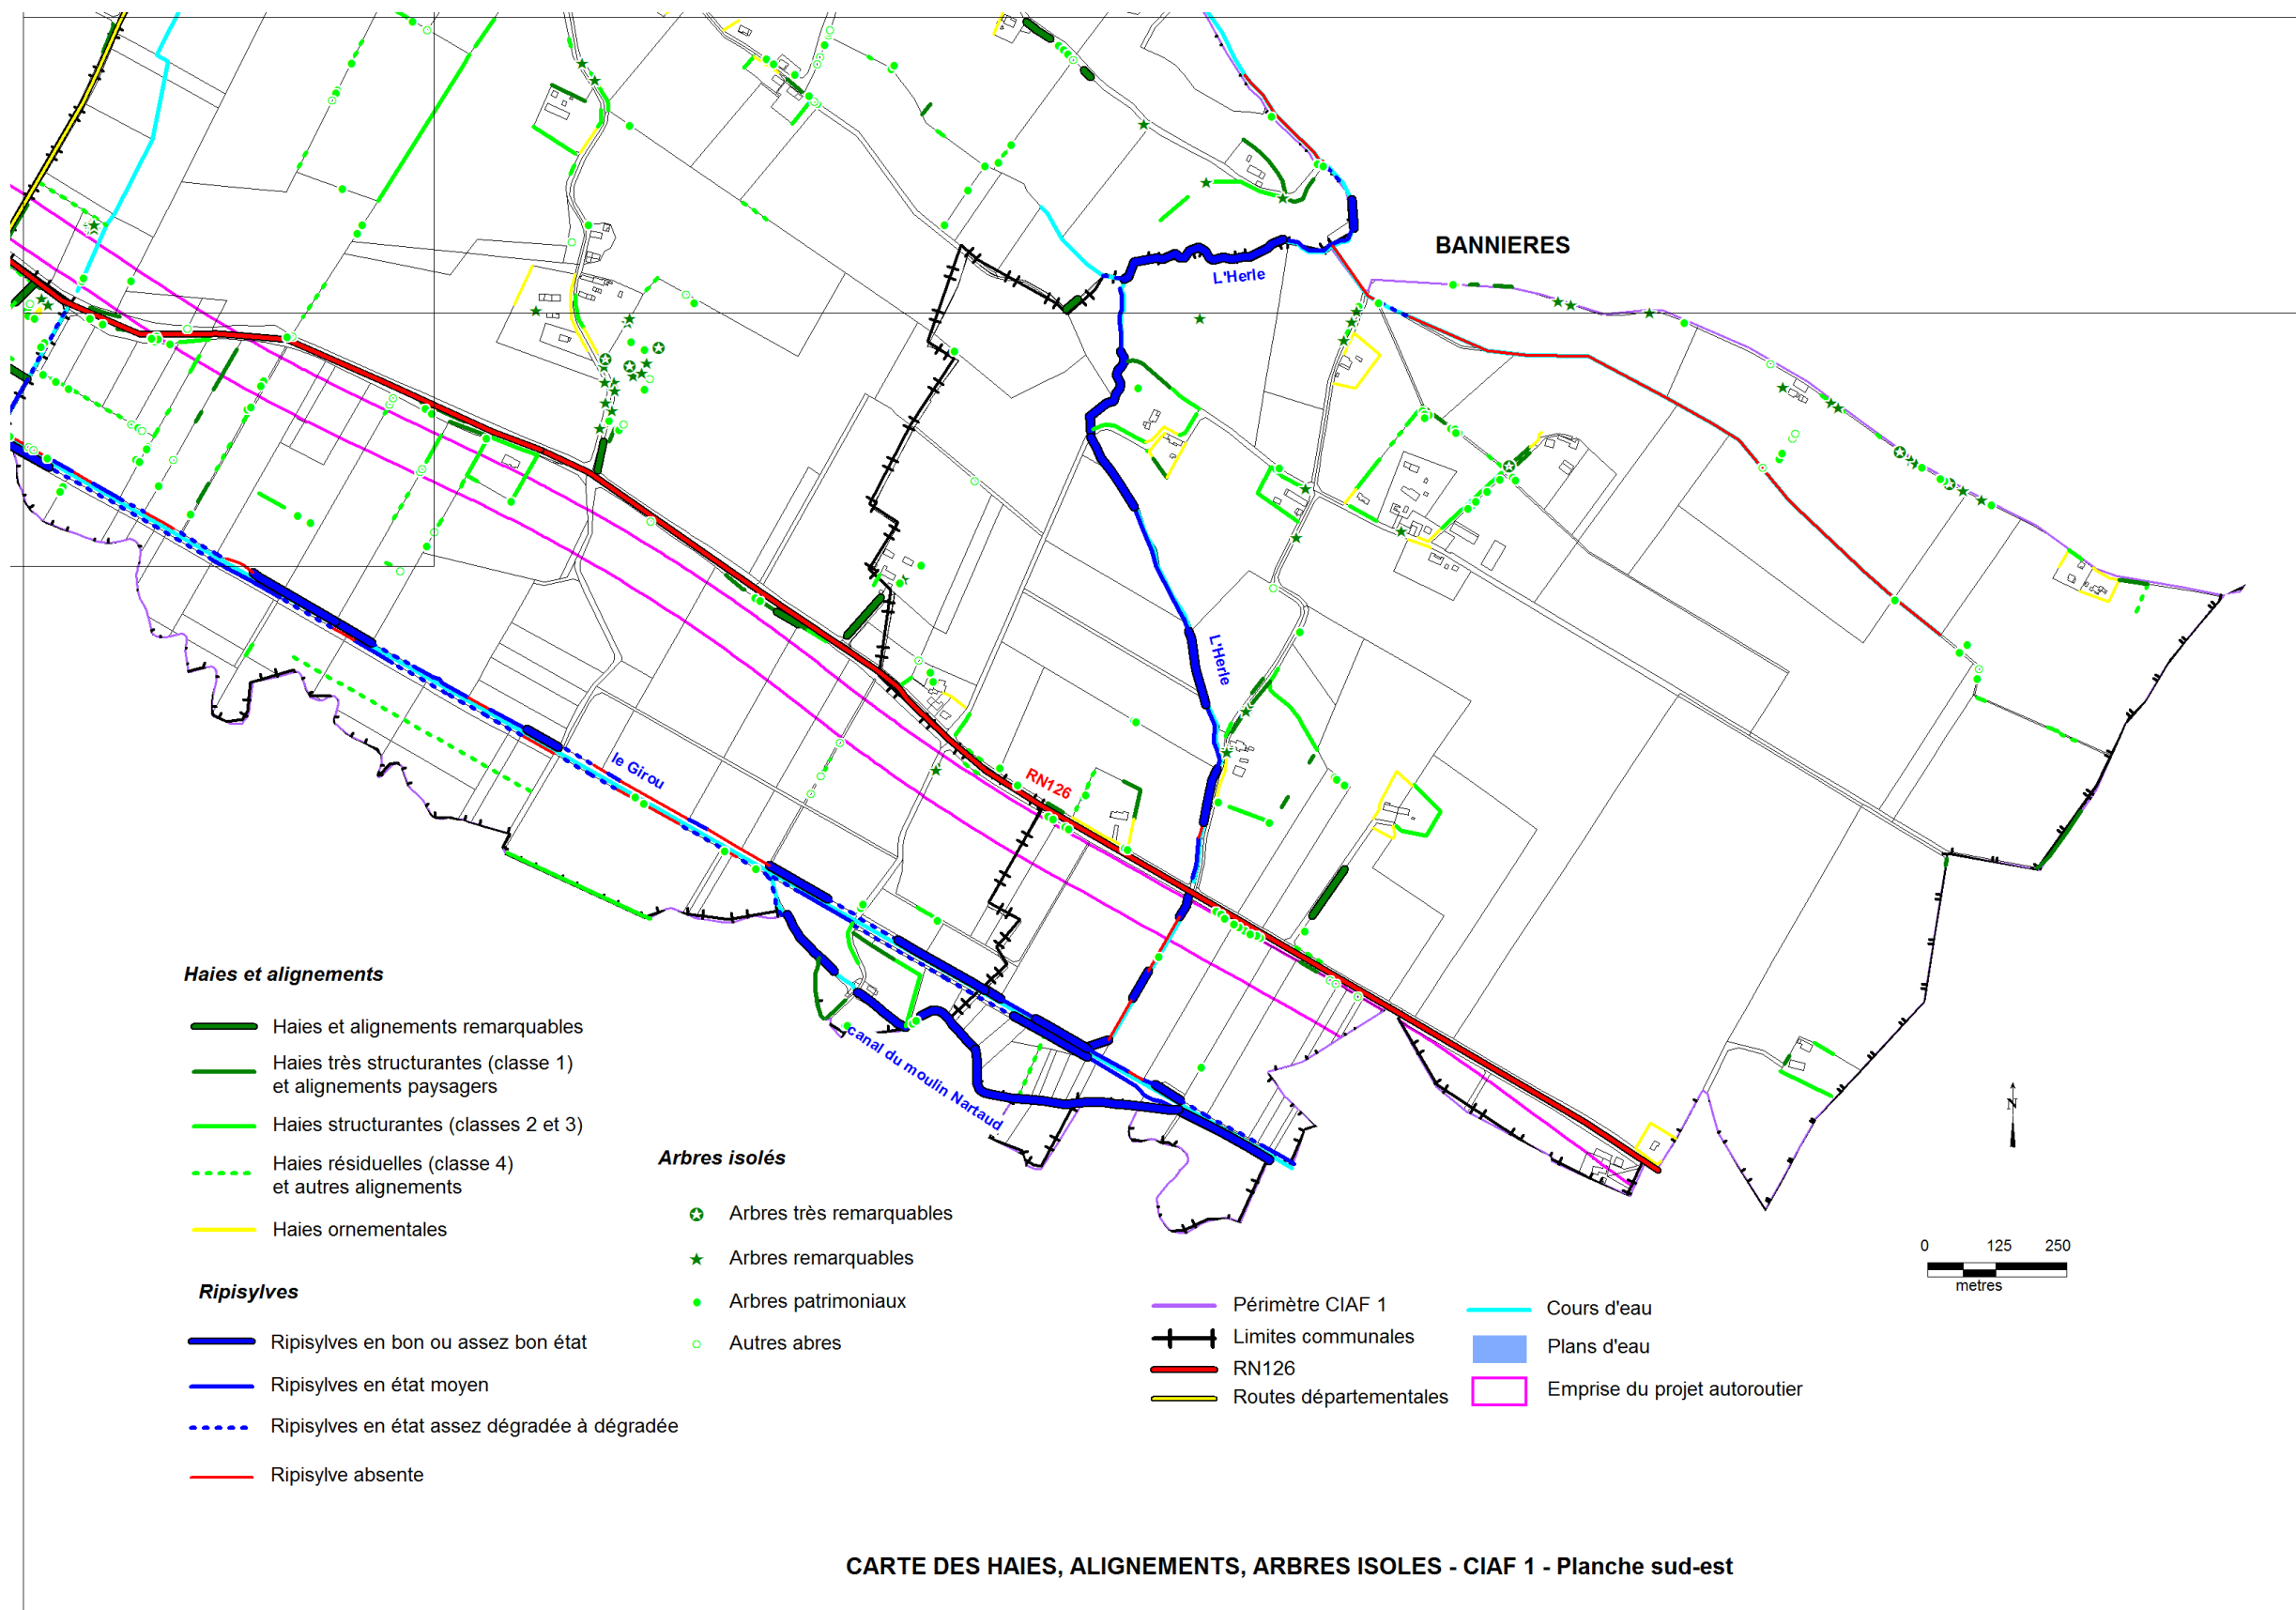 BANNIERES
L'Herle
L'Herle
le Girou
RN126
canal du moulin Nartaud
Haies et alignements
Haies et alignements remarquables
Haies très structurantes (classe 1)
et alignements paysagers
Haies structurantes (classes 2 et 3)
Haies résiduelles (classe 4)
et autres alignements
Haies ornementales
Ripisylves
Ripisylves en bon ou assez bon état
Ripisylves en état moyen
Ripisylves en état assez dégradée à dégradée
Ripisylve absente
Arbres isolés
Arbres très remarquables
Arbres remarquables
Arbres patrimoniaux
Autres abres
Périmètre CIAF 1
Limites communales
RN126
Routes départementales
Cours d'eau
Plans d'eau
Emprise du projet autoroutier
N
0 125 250
metres
CARTE DES HAIES, ALIGNEMENTS, ARBRES ISOLES - CIAF 1 - Planche sud-est